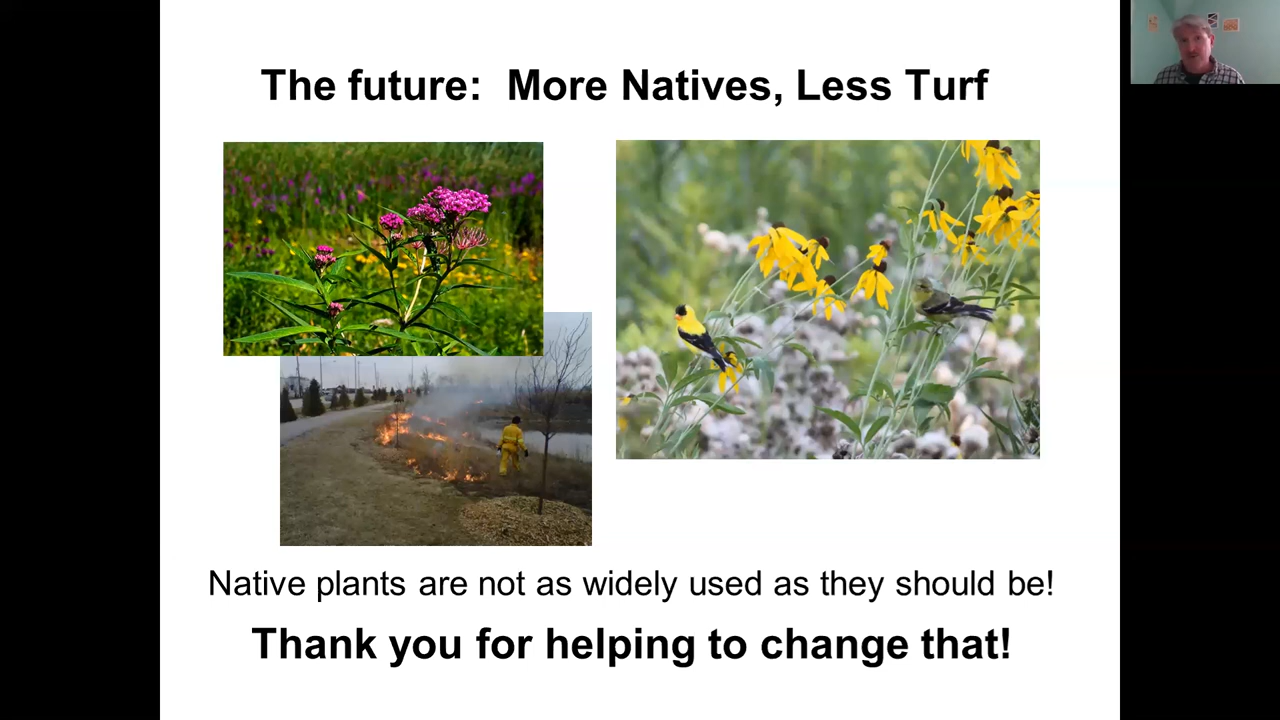 The future:  More Natives, Less Turf
Native plants are not as widely used as they should be!
Thank you for helping to change that!